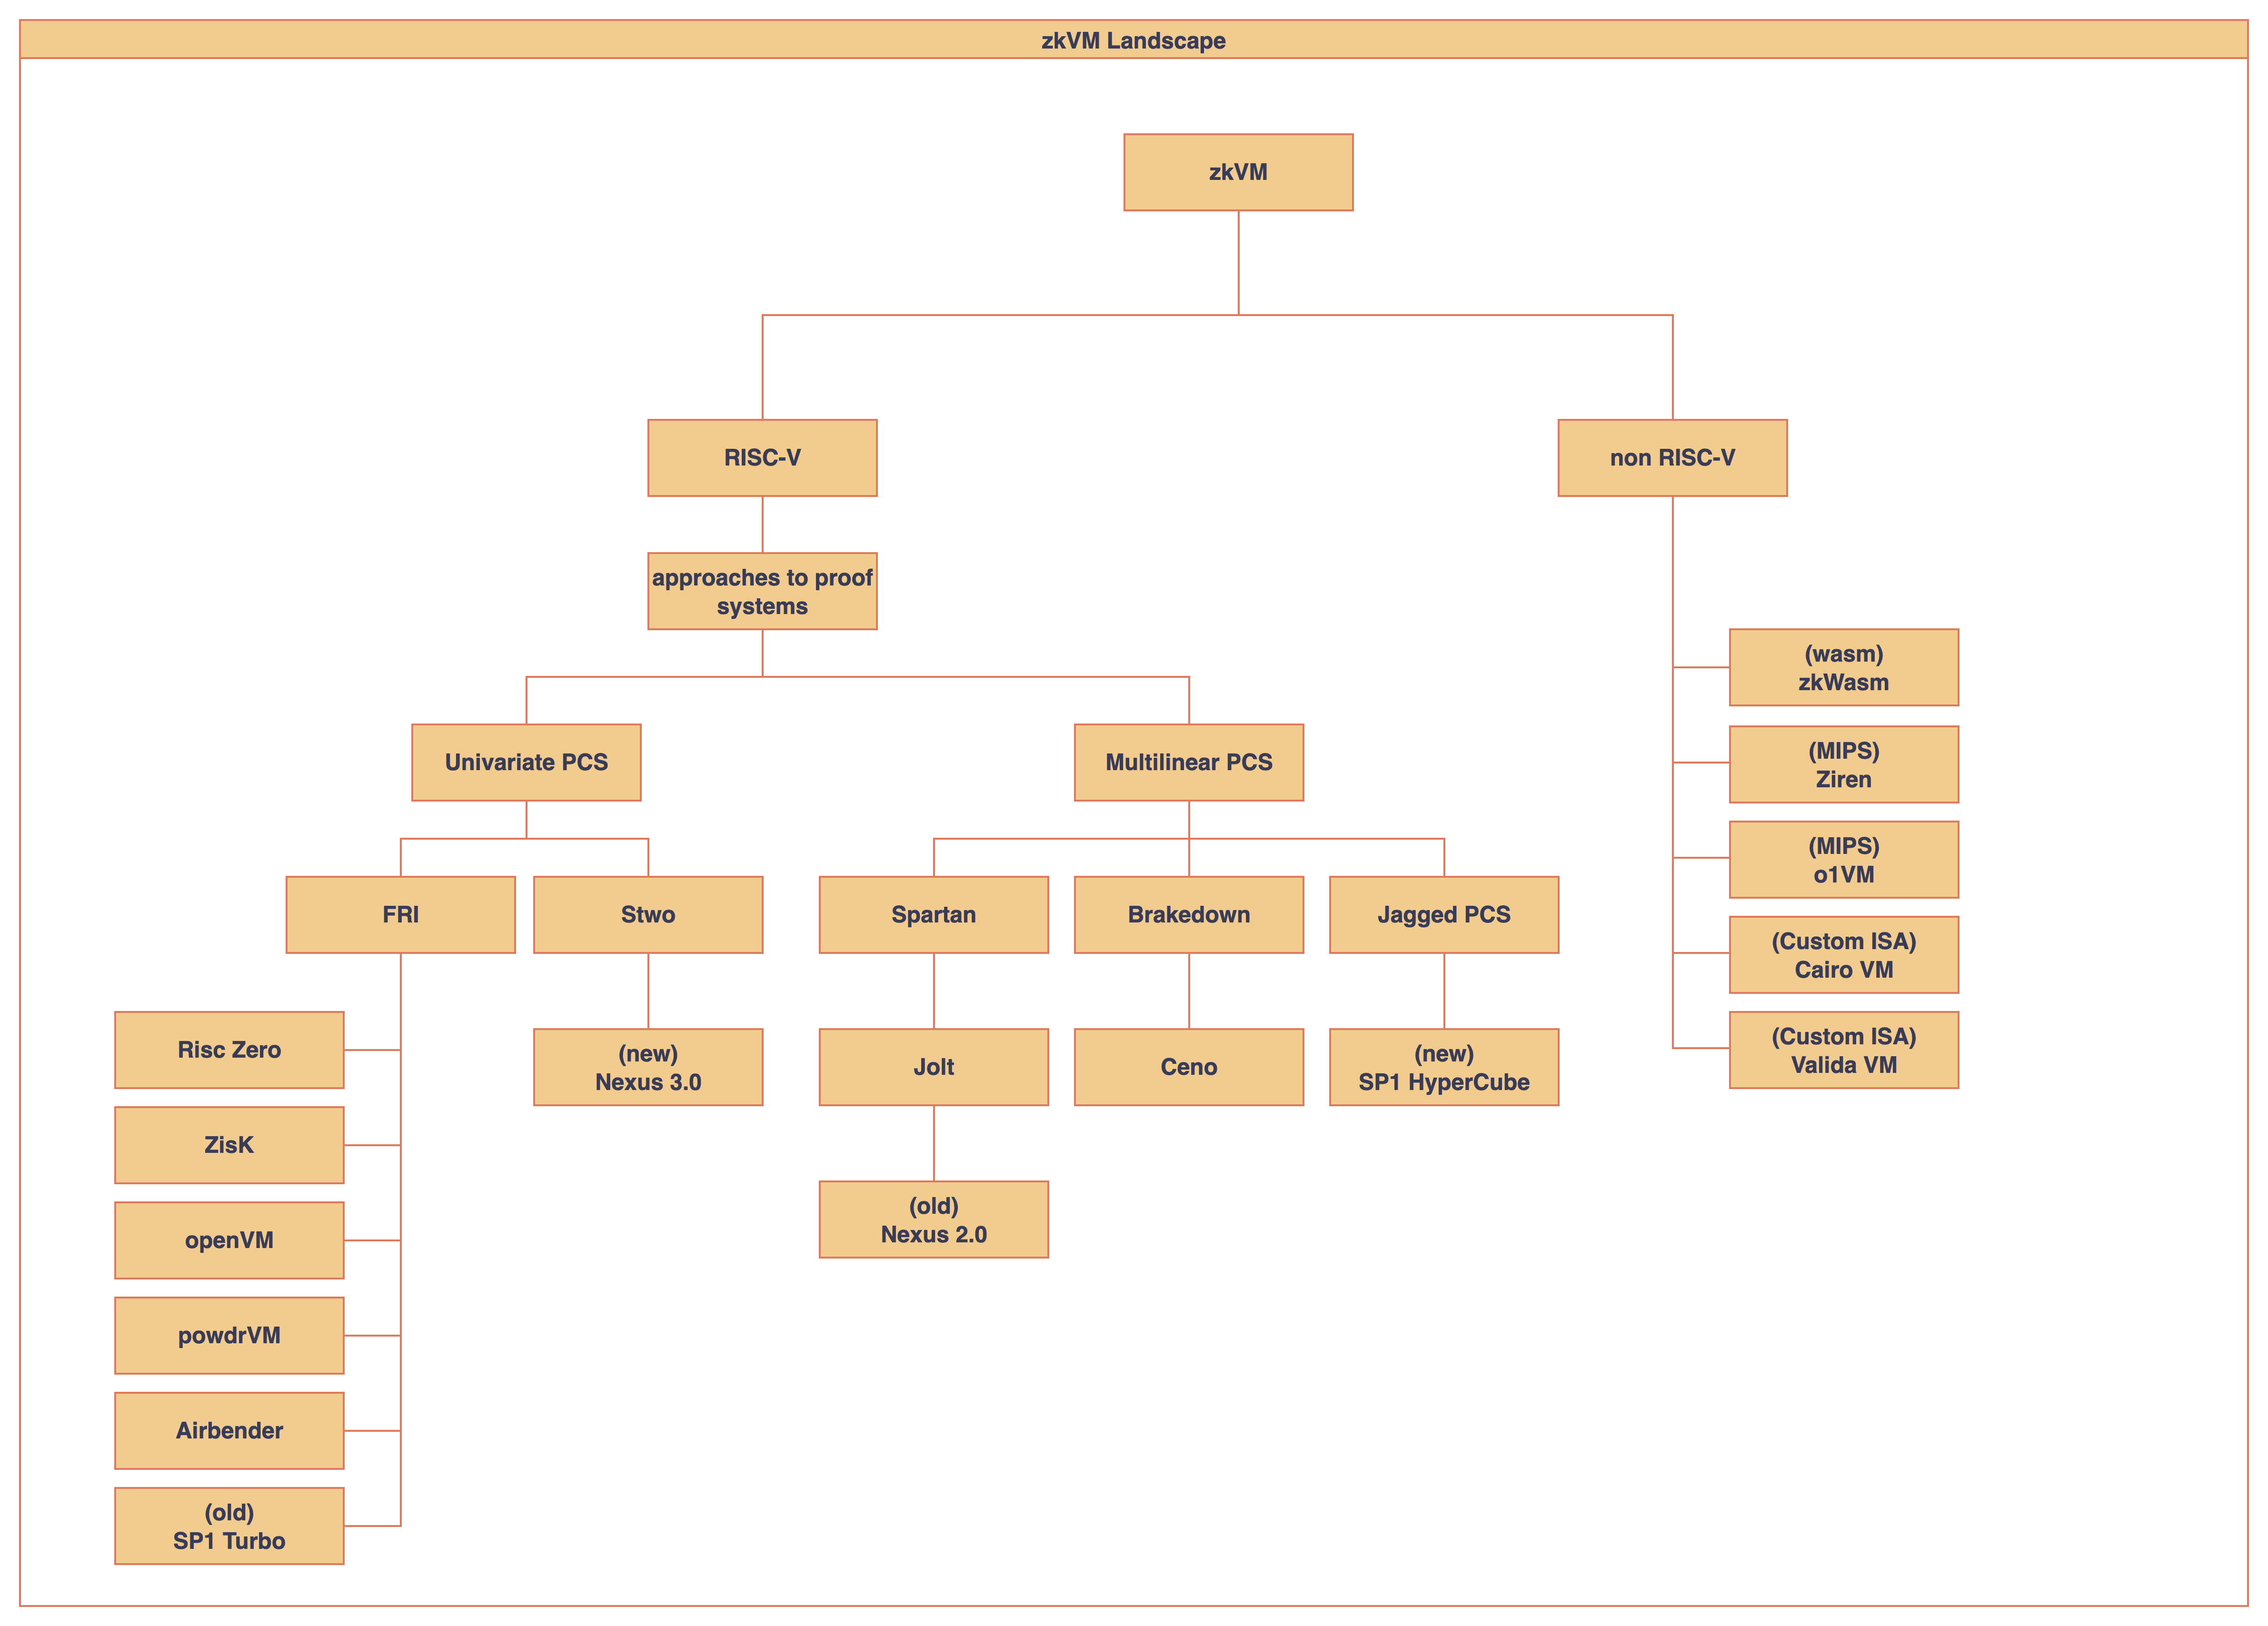 zkVM Landscape
zkVM
RISC-V
non RISC-V
approaches to proof
systems
(wasm)
zkWasm
(MIPS)
Ziren
(MIPS)
o1VM
(Custom ISA)
Cairo VM
(Custom ISA)
Valida VM
Univariate PCS
Multilinear PCS
FRI
Stwo
Spartan
Brakedown
Jagged PCS
Risc Zero
ZisK
openVM
powdrVM
Airbender
(old)
SP1 Turbo
(new)
Nexus 3.0
Jolt
(old)
Nexus 2.0
Ceno
(new)
SP1 HyperCube